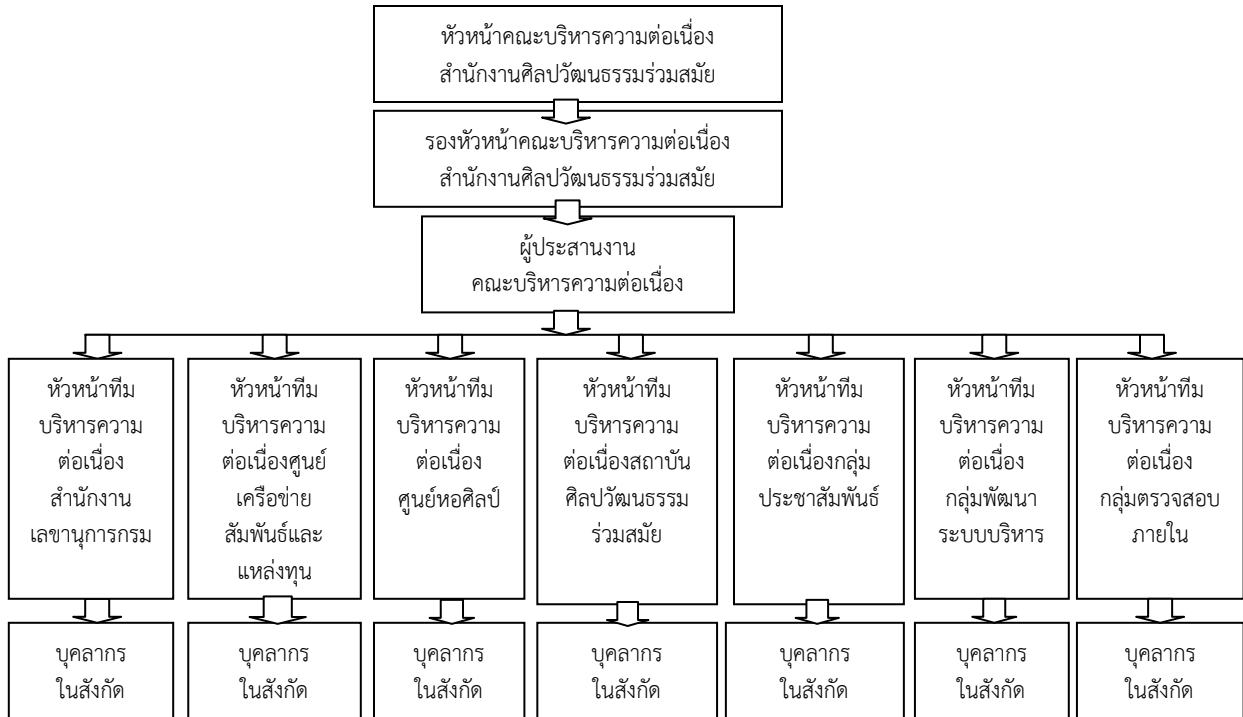 หัวหน้าคณะบริหารความต่อเนื่อง
สำนักงานศิลปวัฒนธรรมร่วมสมัย
รองหัวหน้าคณะบริหารความต่อเนื่อง
สำนักงานศิลปวัฒนธรรมร่วมสมัย
ผู้ประสานงาน
คณะบริหารความต่อเนื่อง
หัวหน้าทีม
บริหารความ
ต่อเนื่อง
สำนักงาน
เลขานุการกรม
หัวหน้าทีม
บริหารความ
ต่อเนื่องศูนย์
เครือข่าย
สัมพันธ์และ
แหล่งทุน
หัวหน้าทีม
บริหารความ
ต่อเนื่อง
ศูนย์หอศิลป์
หัวหน้าทีม
บริหารความ
ต่อเนื่องสถาบัน
ศิลปวัฒนธรรม
ร่วมสมัย
หัวหน้าทีม
บริหารความ
ต่อเนื่องกลุ่ม
ประชาสัมพันธ์
หัวหน้าทีม
บริหารความ
ต่อเนื่อง
กลุ่มพัฒนา
ระบบบริหาร
หัวหน้าทีม
บริหารความ
ต่อเนื่อง
กลุ่มตรวจสอบ
ภายใน
บุคลากร
ในสังกัด
บุคลากร
ในสังกัด
บุคลากร
ในสังกัด
บุคลากร
ในสังกัด
บุคลากร
ในสังกัด
บุคลากร
ในสังกัด
บุคลากร
ในสังกัด